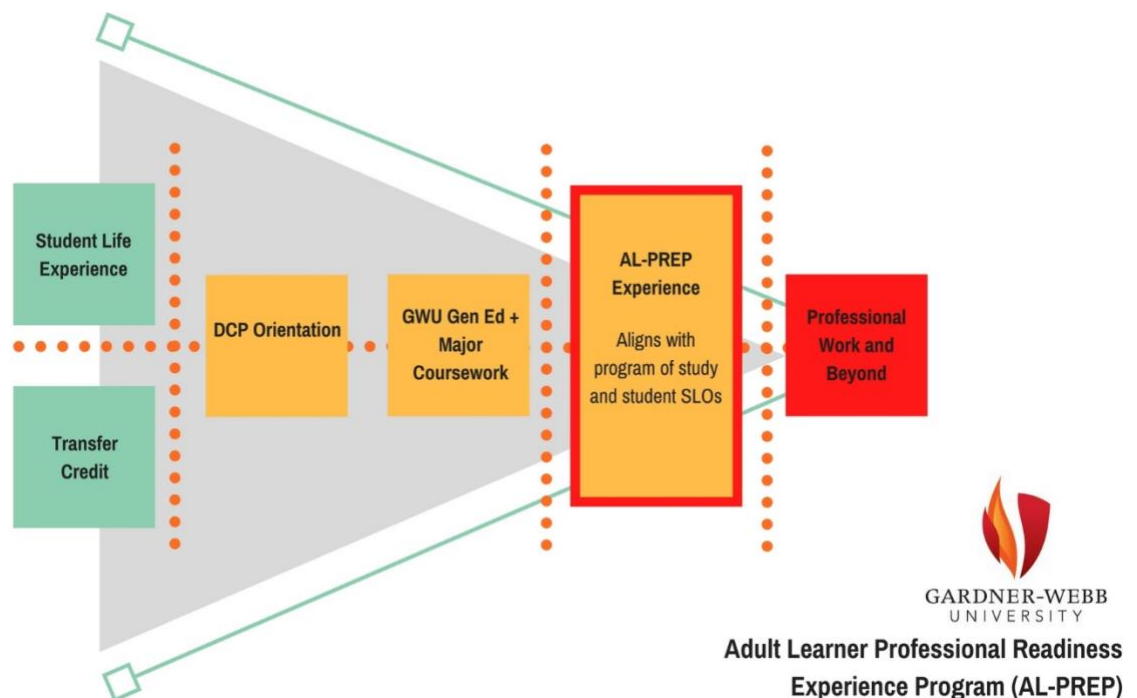 Student Life
Experience
Transfer
Credit
DCP Orientation
GWU Gen Ed +
Major
Coursework
AL-PREP
Experience
Aligns with
program of study
and student SLOs
Professional
Work and
Beyond
GARDNER-WEBB
UNIVERSITY
Adult Learner Professional Readiness
Experience Program (AL-PREP)